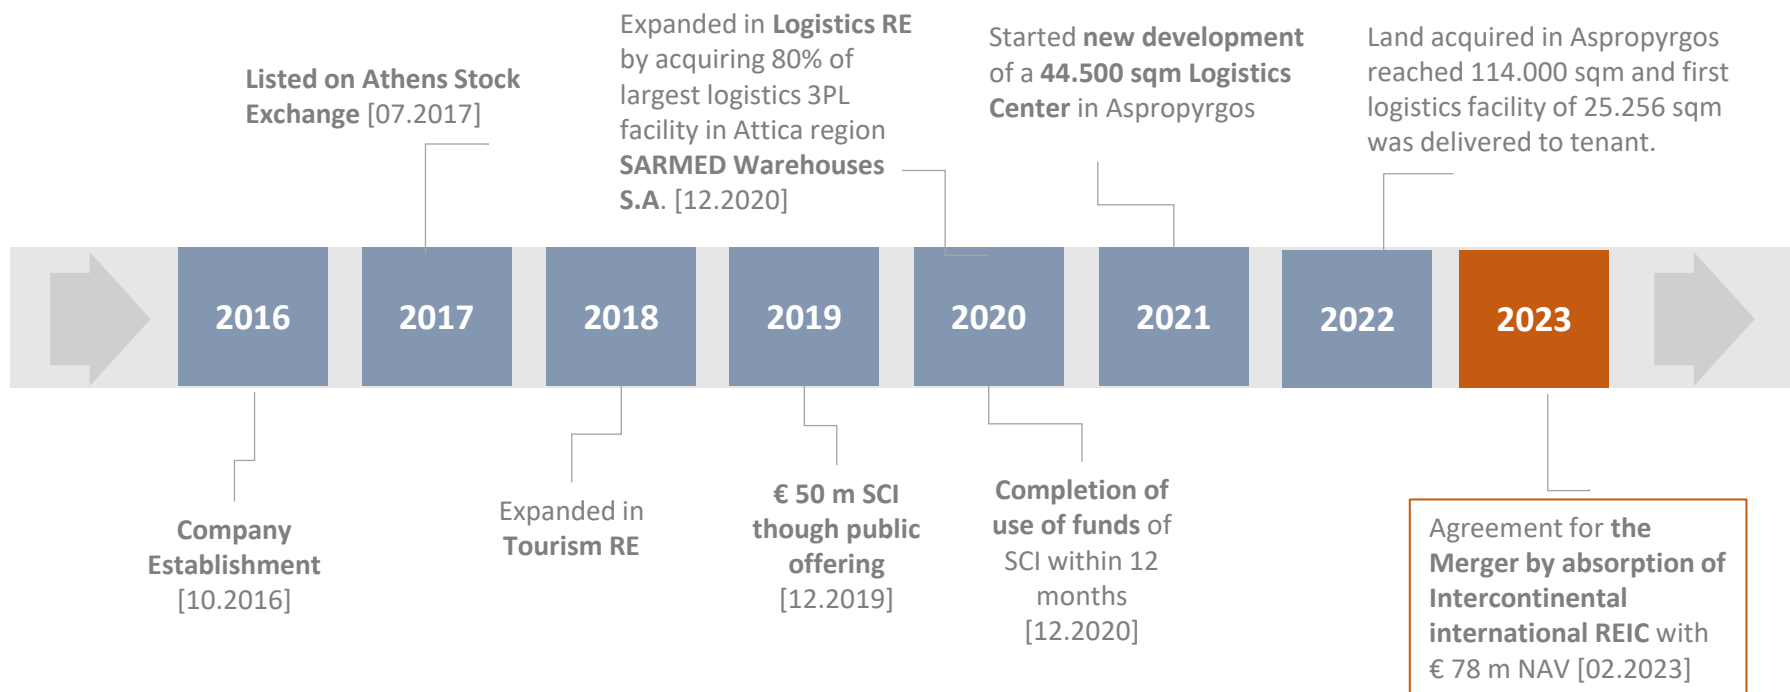 Listed on Athens Stock
Exchange [07.2017]
Expanded in Logistics RE
by acquiring 80% of
largest logistics 3PL
facility in Attica region
SARMED Warehouses
S.A. [12.2020]
Started new development
of a 44.500 sqm Logistics
Center in Aspropyrgos
Land acquired in Aspropyrgos
reached 114.000 sqm and first
logistics facility of 25.256 sqm
was delivered to tenant.
2016
2017
2018
2019
2020
2021
2022
2023
Company
Establishment
[10.2016]
Expanded in
Tourism RE
€ 50 m SCI
though public
offering
[12.2019]
Completion of
use of funds of
SCI within 12
months
[12.2020]
Agreement for the
Merger by absorption of
Intercontinental
international REIC with
€ 78 m NAV [02.2023]